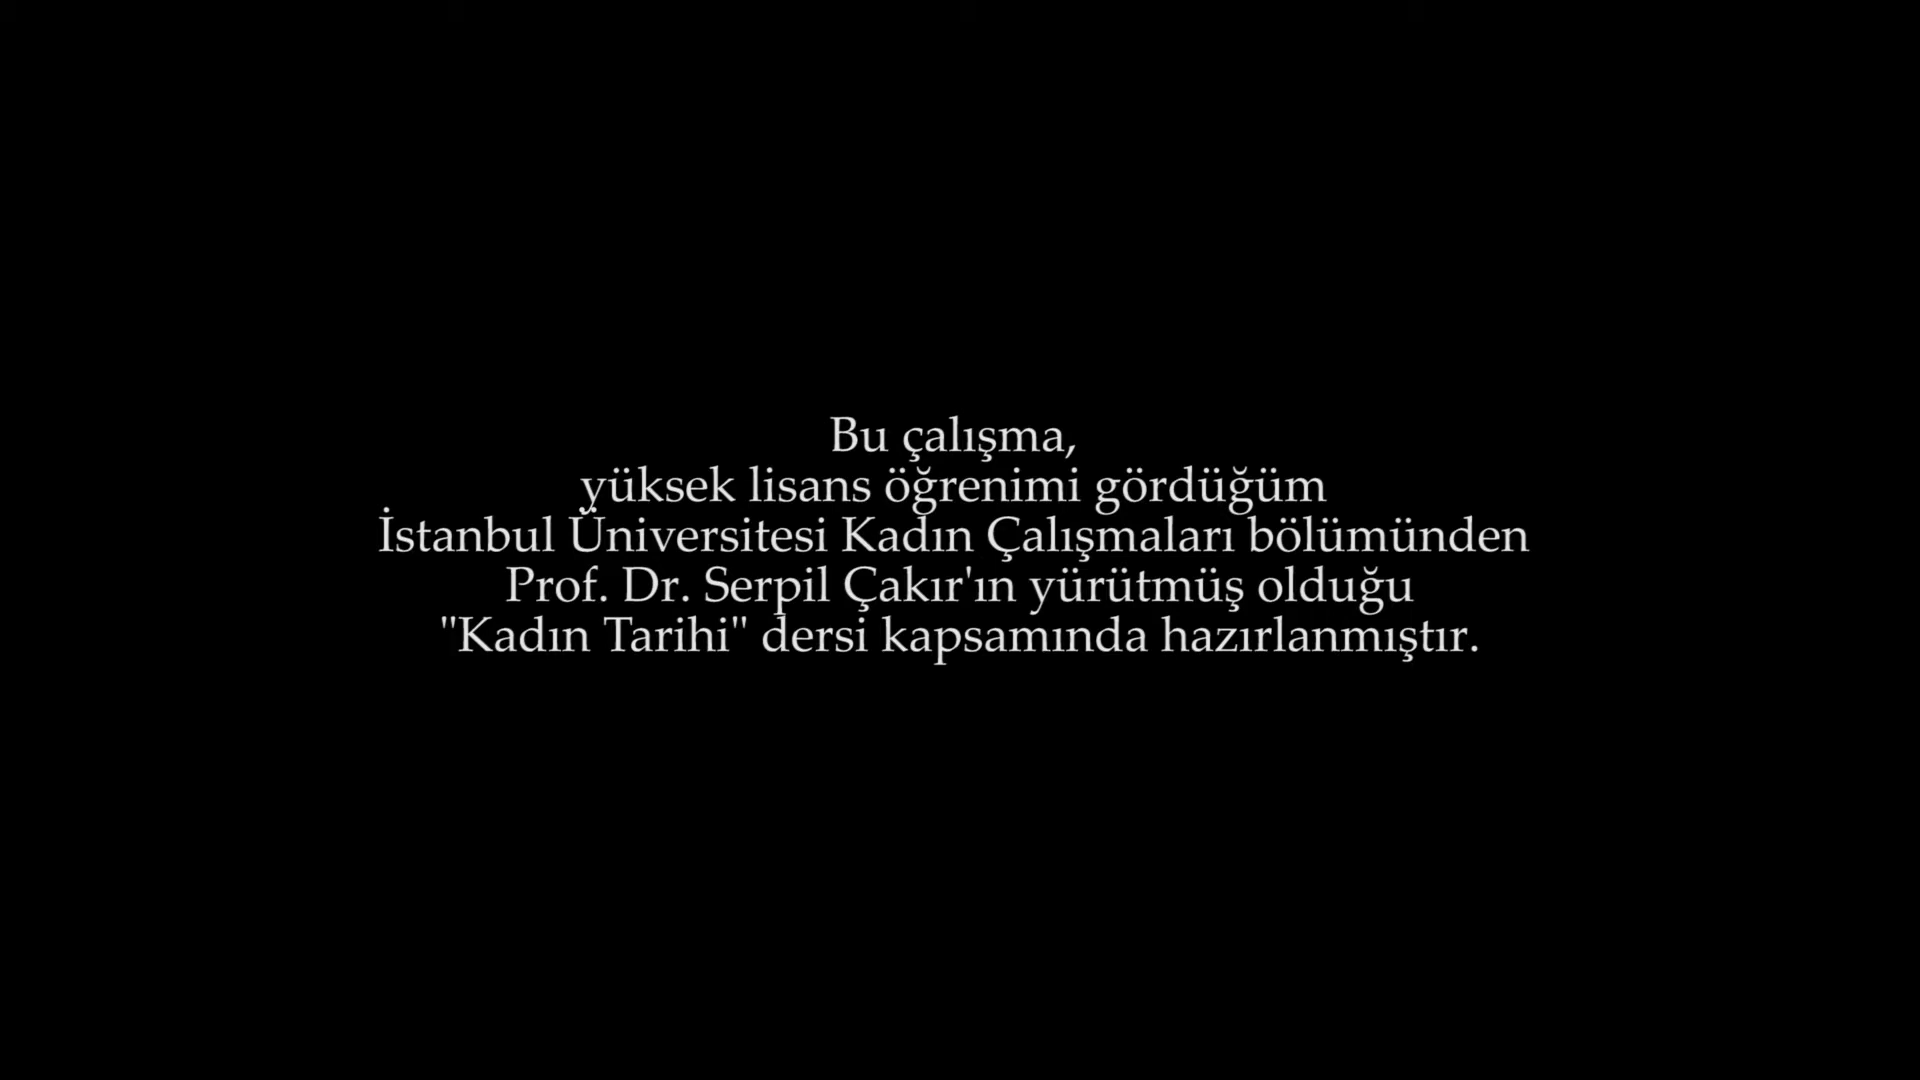 Bu çalışma,
yüksek lisans öğrenimi gördüğüm
İstanbul Üniversitesi Kadın Çalışmaları bölümünden
Prof. Dr. Serpil Çakır'ın yürütmüş olduğu
"Kadın Tarihi" dersi kapsamında hazırlanmıştır.